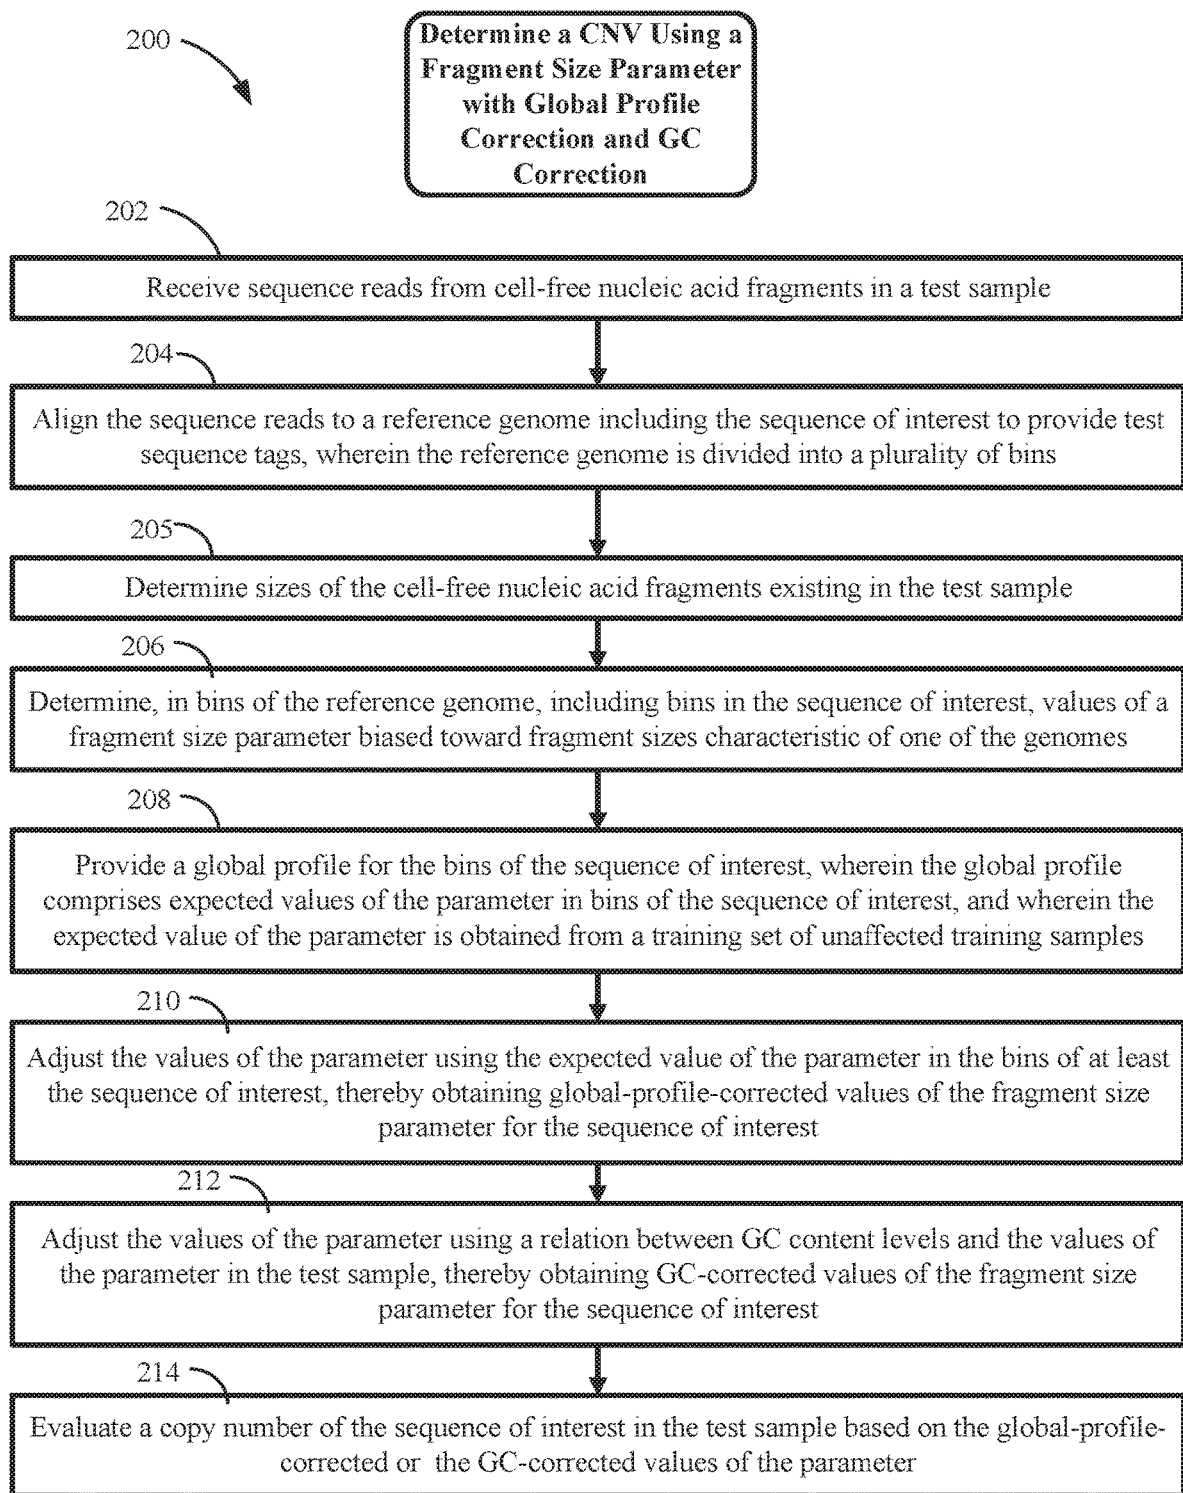 200
Determine a CNV Using a
Fragment Size Parameter
with Global Profile
Correction and GC
Correction
202
Receive sequence reads from cell-free nucleic acid fragments in a test sample
204
Align the sequence reads to a reference genome including the sequence of interest to provide test
sequence tags, wherein the reference genome is divided into a plurality of bins
205
Determine sizes of the cell-free nucleic acid fragments existing in the test sample
206
Determine, in bins of the reference genome, including bins in the sequence of interest, values of a
fragment size parameter biased toward fragment sizes characteristic of one of the genomes
208
Provide a global profile for the bins of the sequence of interest, wherein the global profile
comprises expected values of the parameter in bins of the sequence of interest, and wherein the
expected value of the parameter is obtained from a training set of unaffected training samples
210
Adjust the values of the parameter using the expected value of the parameter in the bins of at least
the sequence of interest, thereby obtaining global-profile-corrected values of the fragment size
parameter for the sequence of interest
212
Adjust the values of the parameter using a relation between GC content levels and the values of
the parameter in the test sample, thereby obtaining GC-corrected values of the fragment size
parameter for the sequence of interest
214
Evaluate a copy number of the sequence of interest in the test sample based on the global-profile-
corrected or the GC-corrected values of the parameter